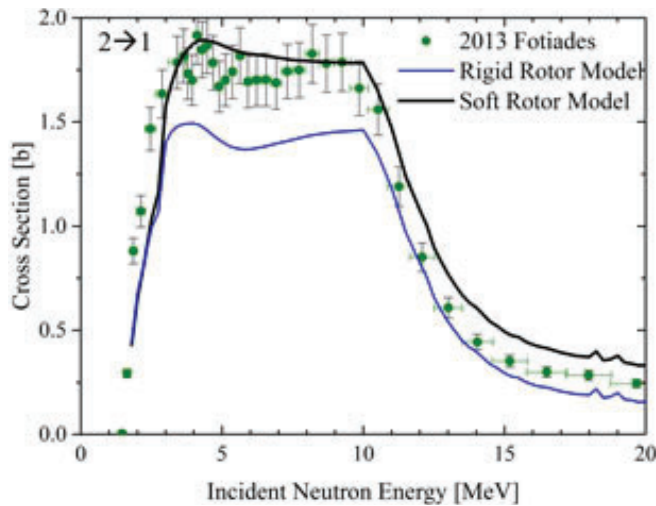 2→1
2013 Fotiades
Rigid Rotor Model
Soft Rotor Model
2.0
1.5
1.0
0.5
0.0
Cross Section [b]
0 5 10 15 20
Incident Neutron Energy [MeV]